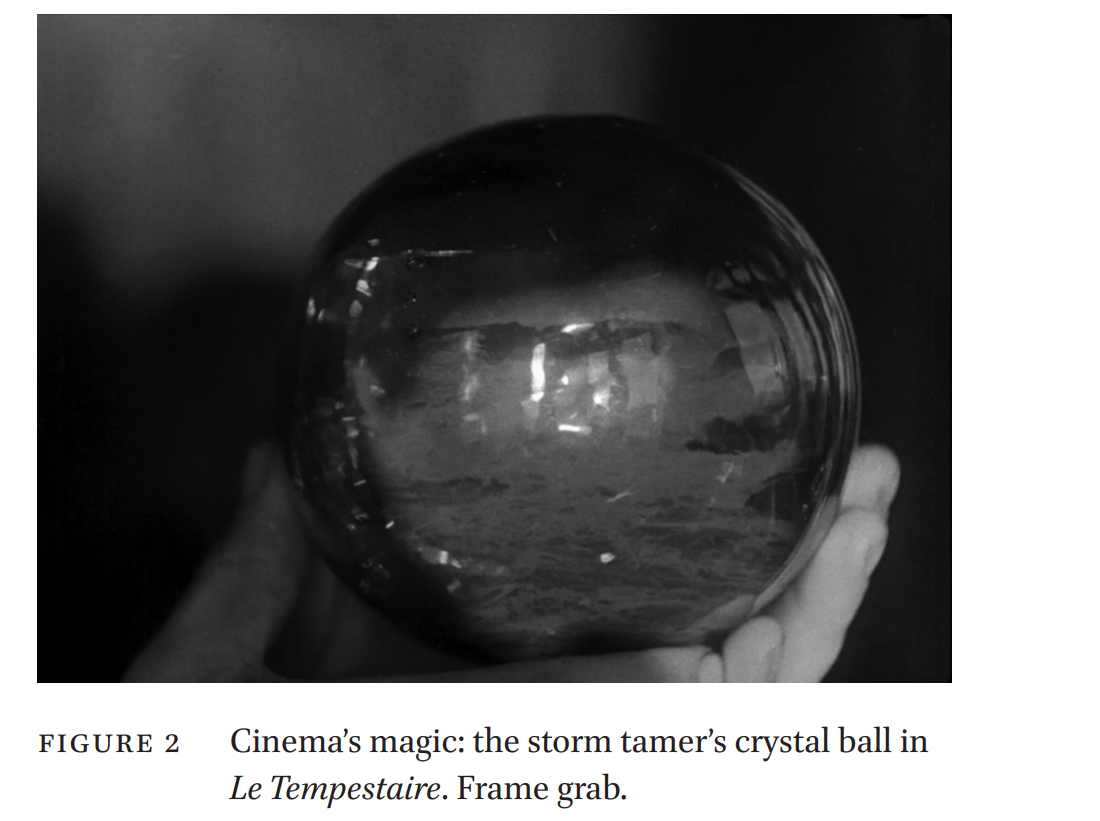 FIGURE 2 Cinema’s magic: the storm tamer’s crystal ball in
Le Tempestaire. Frame grab.